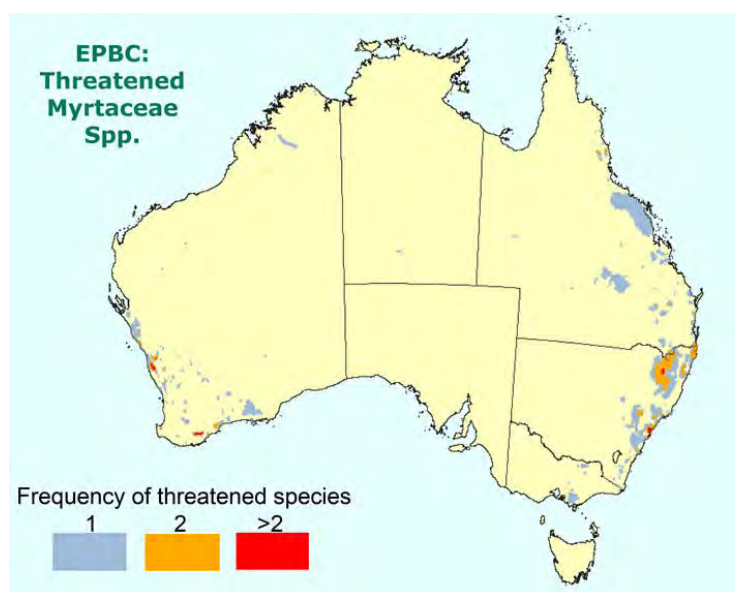 EPBC:
Threatened
Myrtaceae
Spp.
Frequency of threatened species
1 2 >2